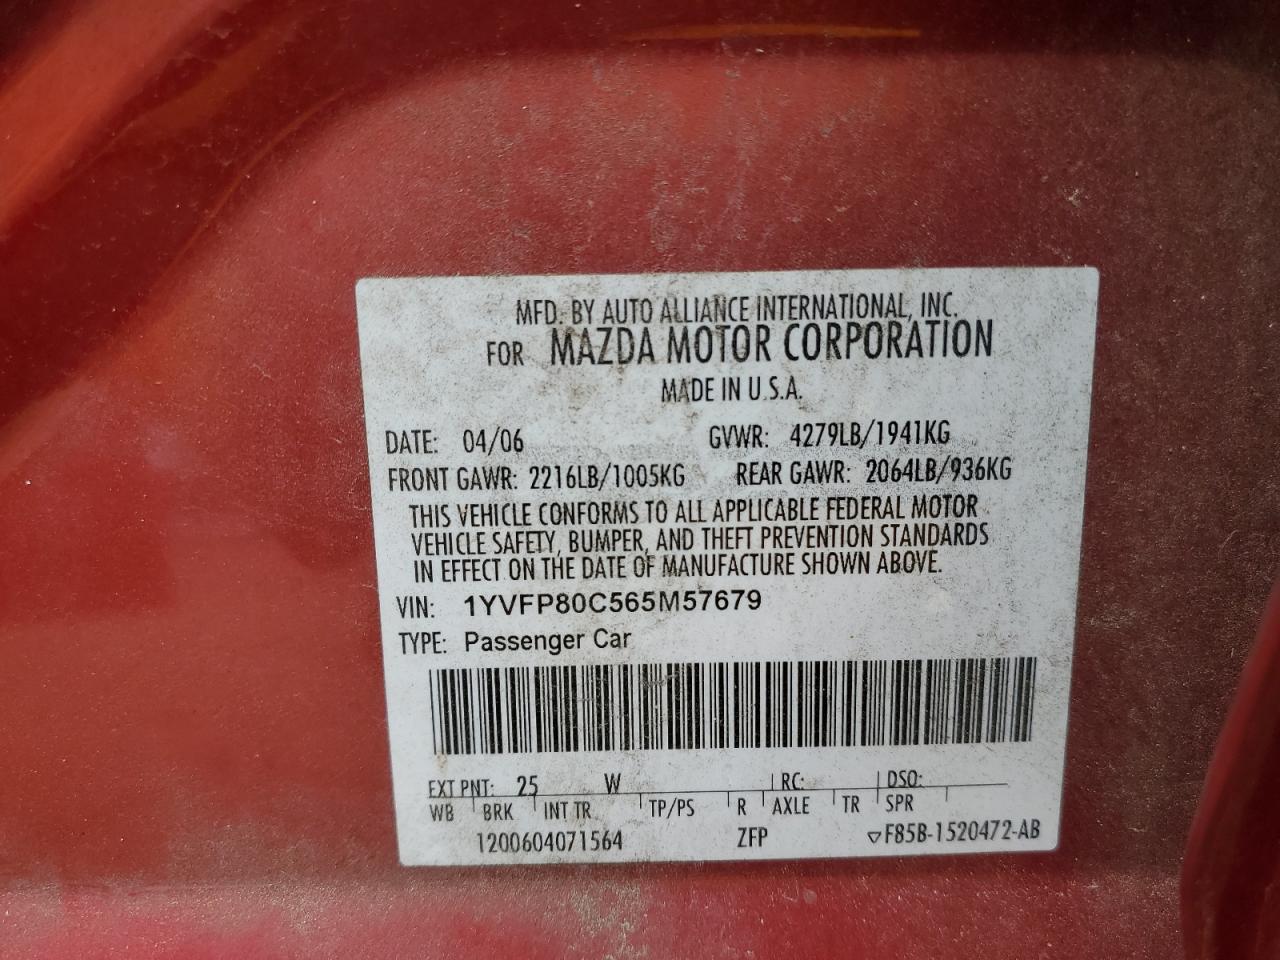 MFD. BY AUTO ALLIANCE INTERNATIONAL, INC.
FOR MAZDA MOTOR CORPORATION
MADE IN U.S.A.
DATE: 04/06 GVWR: 4279LB/1941KG
FRONT GAWR: 2216LB/1005KG REAR GAWR: 2064LB/936KG
THIS VEHICLE CONFORMS TO ALL APPLICABLE FEDERAL MOTOR
VEHICLE SAFETY, BUMPER, AND THEFT PREVENTION STANDARDS
IN EFFECT ON THE DATE OF MANUFACTURE SHOWN ABOVE.
VIN: 1YVFP80C565M57679
TYPE: Passenger Car
EXT PNT: 25 W RC: DSO:
WB BRK INT TR TP/PS R AXLE TR SPR
1200604071564 ZFP ▽F85B-1520472-AB